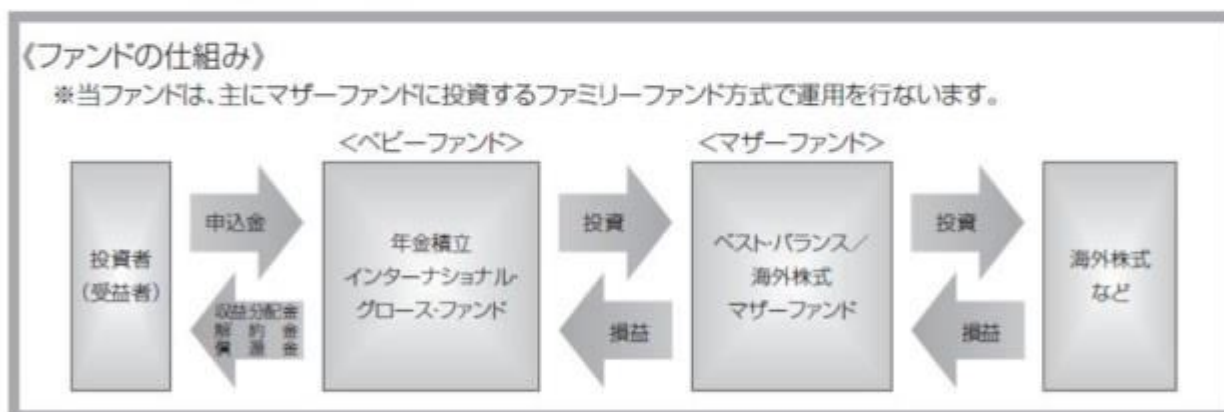 《ファンドの仕組み》
※当ファンドは、主にマザーファンドに投資するファミリーファンド方式で運用を行ないます。
<ベビーファンド>
<マザーファンド>
投資者
(受益者)
申込金
収益分配金
解約金
償還金
年金積立
インターナショナル・
グロース・ファンド
投資
損益
ベスト・バランス/
海外株式
マザーファンド
投資
損益
海外株式
など